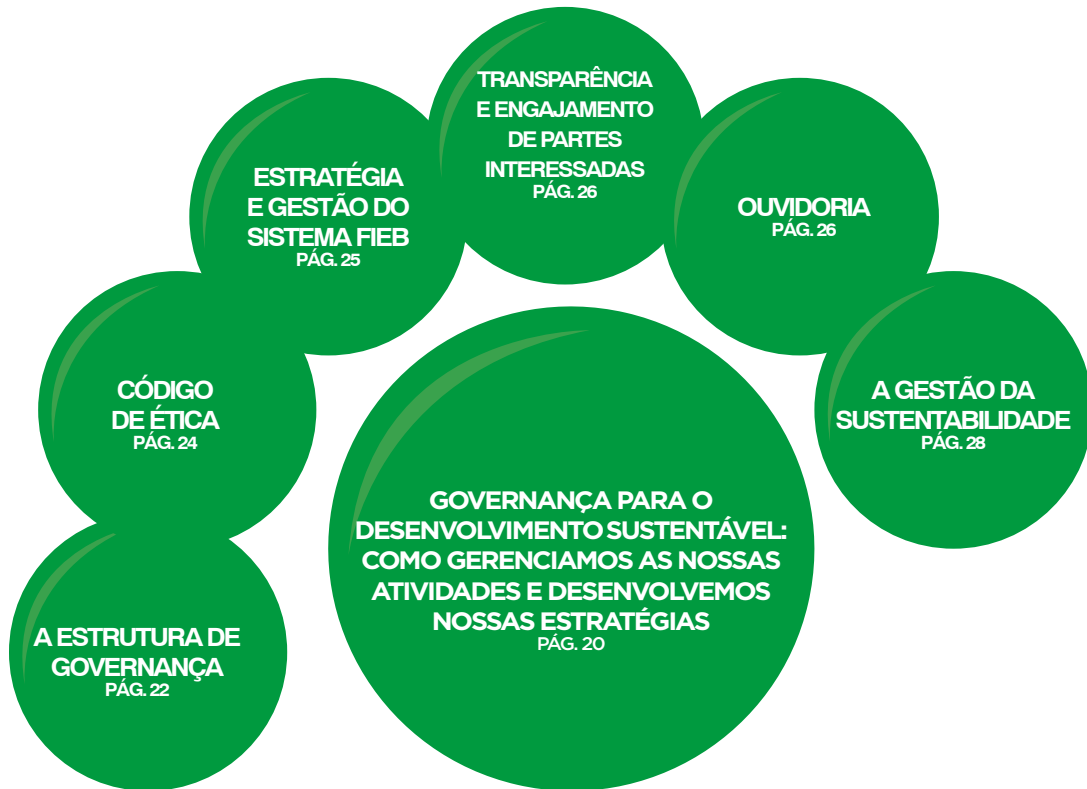 TRANSPARÊNCIA
E ENGAJAMENTO
DE PARTES
INTERESSADAS
PÁG. 26
ESTRATÉGIA
E GESTÃO DO
SISTEMA FIEB
PÁG. 25
OUVIDORIA
PÁG. 26
CÓDIGO
DE ÉTICA
PÁG. 24
A GESTÃO DA
SUSTENTABILIDADE
PÁG. 28
GOVERNANÇA PARA O
DESENVOLVIMENTO SUSTENTÁVEL:
COMO GERENCIAMOS AS NOSSAS
ATIVIDADES E DESENVOLVEMOS
NOSSAS ESTRATÉGIAS
PÁG. 20
A ESTRUTURA DE
GOVERNANÇA
PÁG. 22